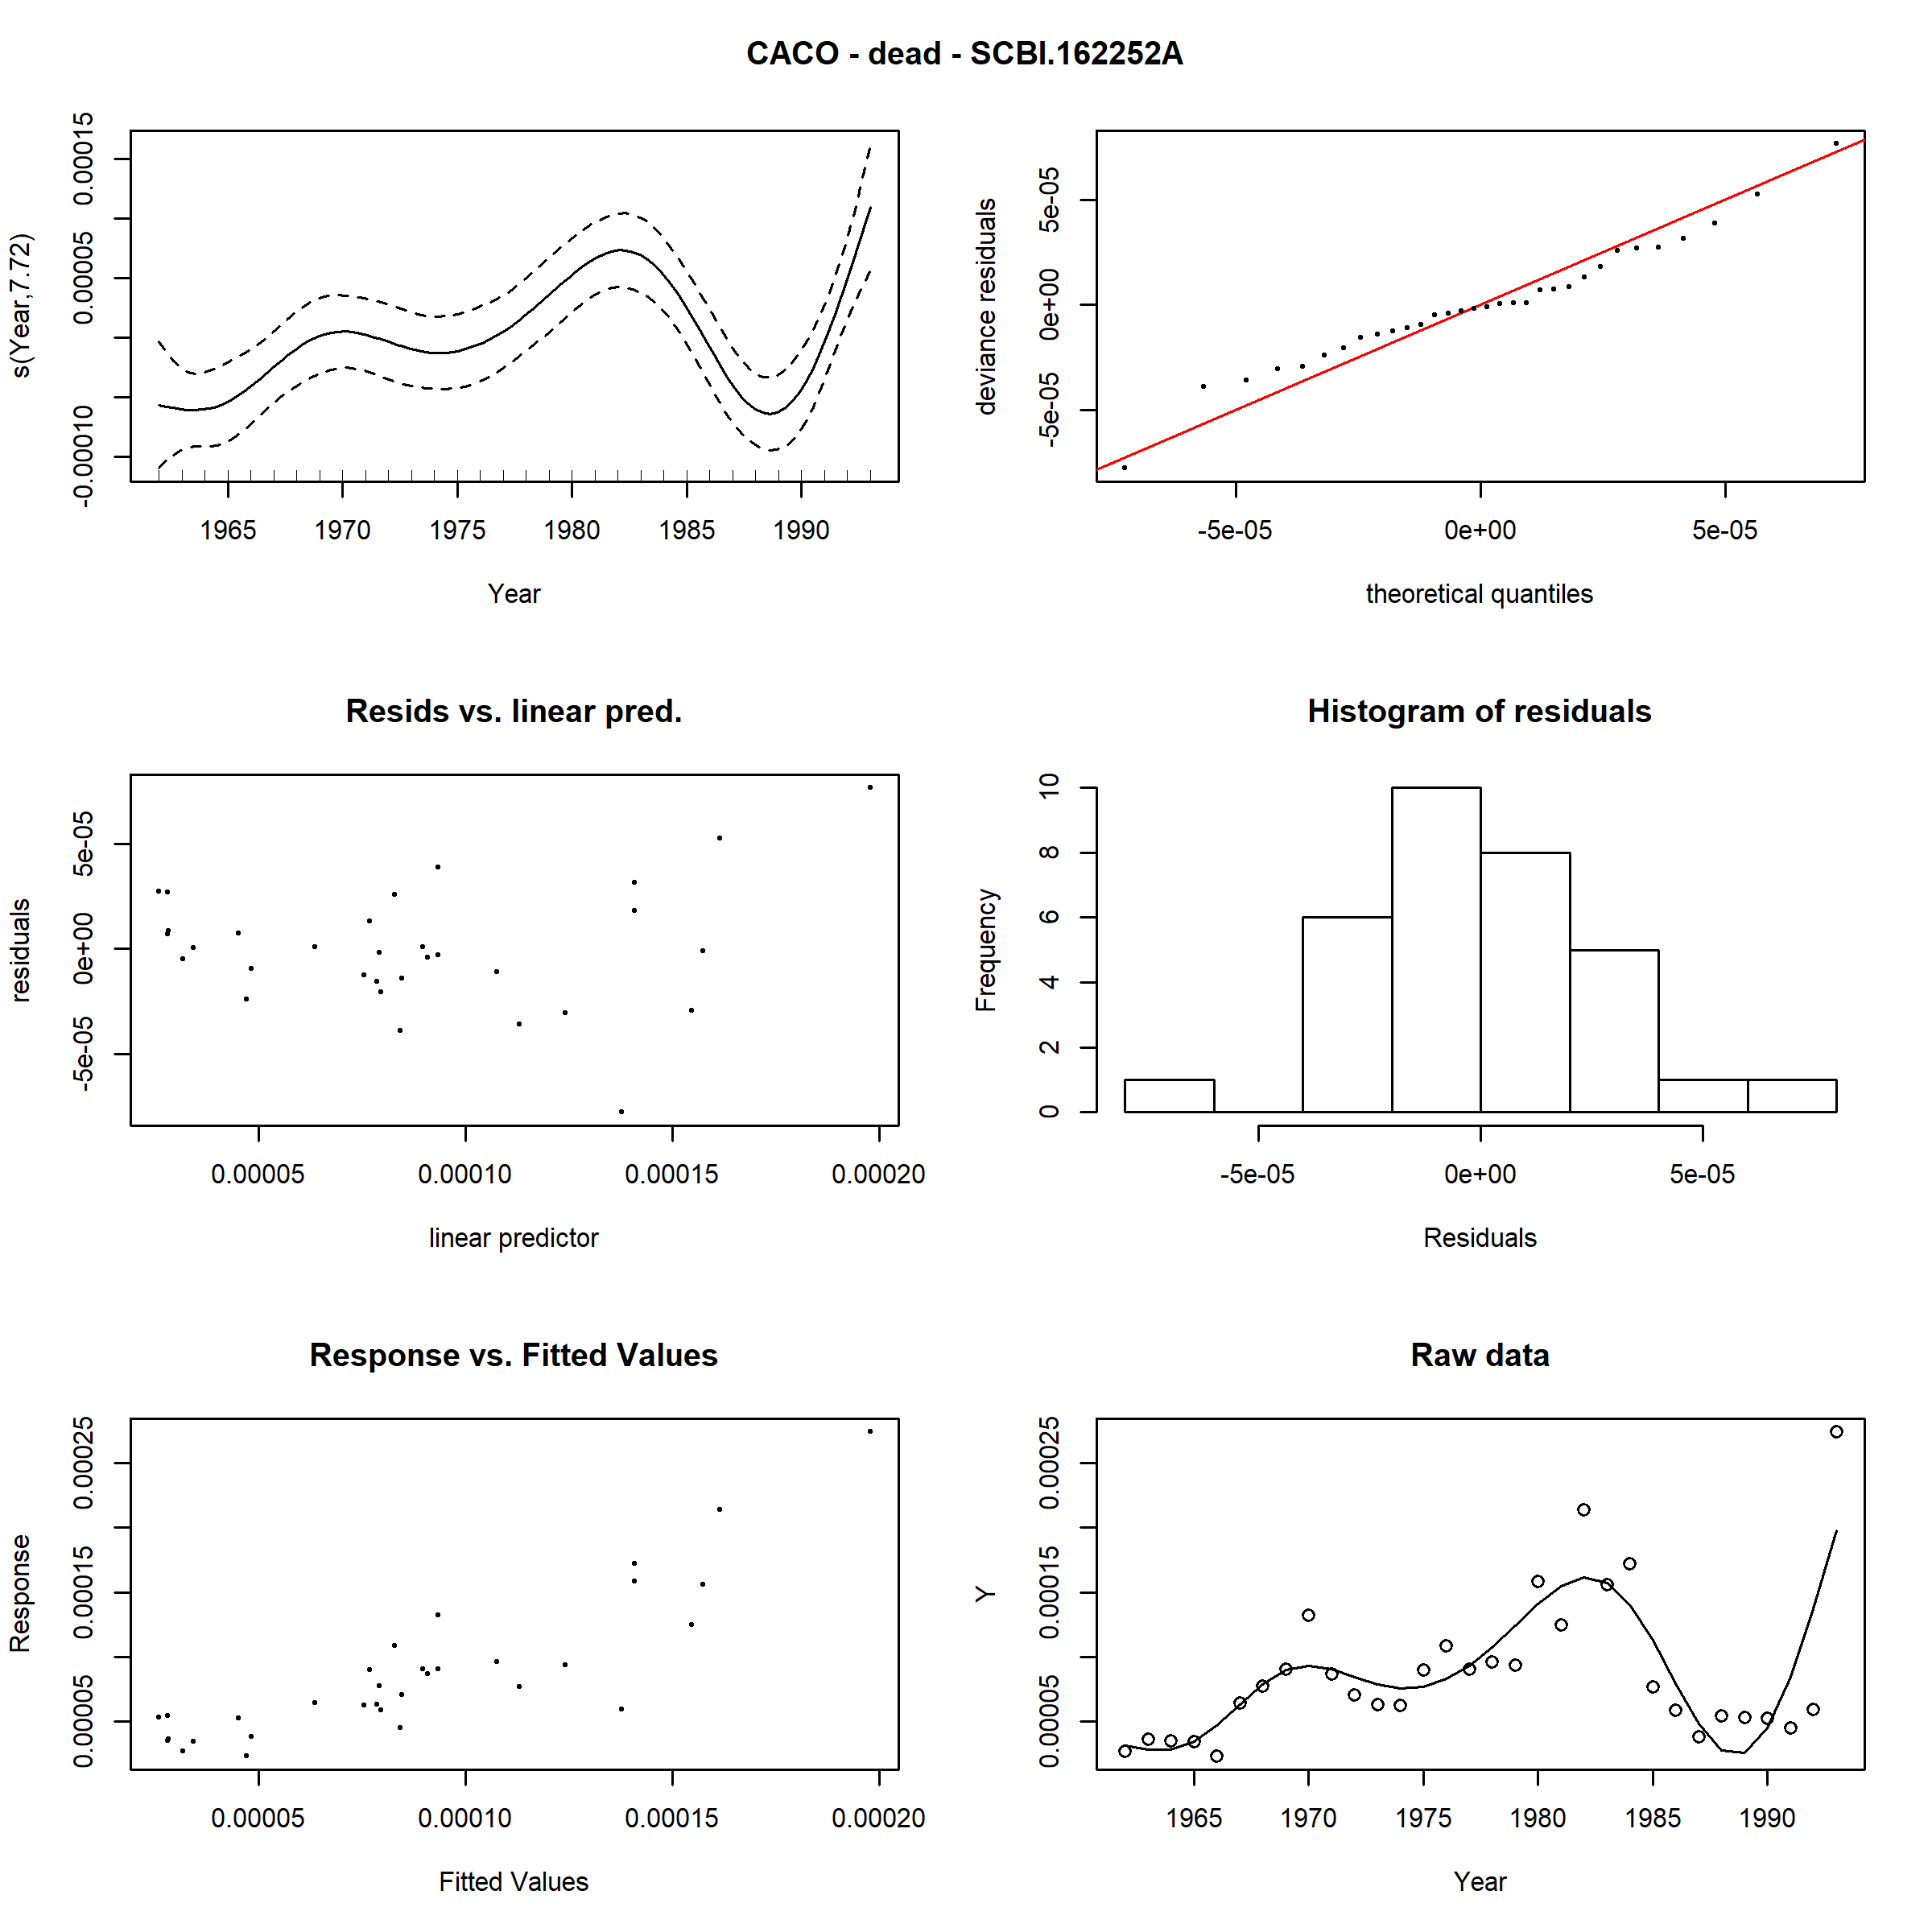 CACO - dead - SCBI.162252A
s(Year,7.72)
-0.00010 0.00005 0.00015
1965 1970 1975 1980 1985 1990
Year
deviance residuals
-5e-05 0e+00 5e-05
-5e-05 0e+00 5e-05
theoretical quantiles
Resids vs. linear pred.
residuals
-5e-05 0e+00 5e-05
0.00005 0.00010 0.00015 0.00020
linear predictor
Histogram of residuals
Frequency
0 2 4 6 8 10
-5e-05 0e+00 5e-05
Residuals
Response vs. Fitted Values
Response
0.00005 0.00015 0.00025
0.00005 0.00010 0.00015 0.00020
Fitted Values
Raw data
Y
0.00005 0.00015 0.00025
1965 1970 1975 1980 1985 1990
Year